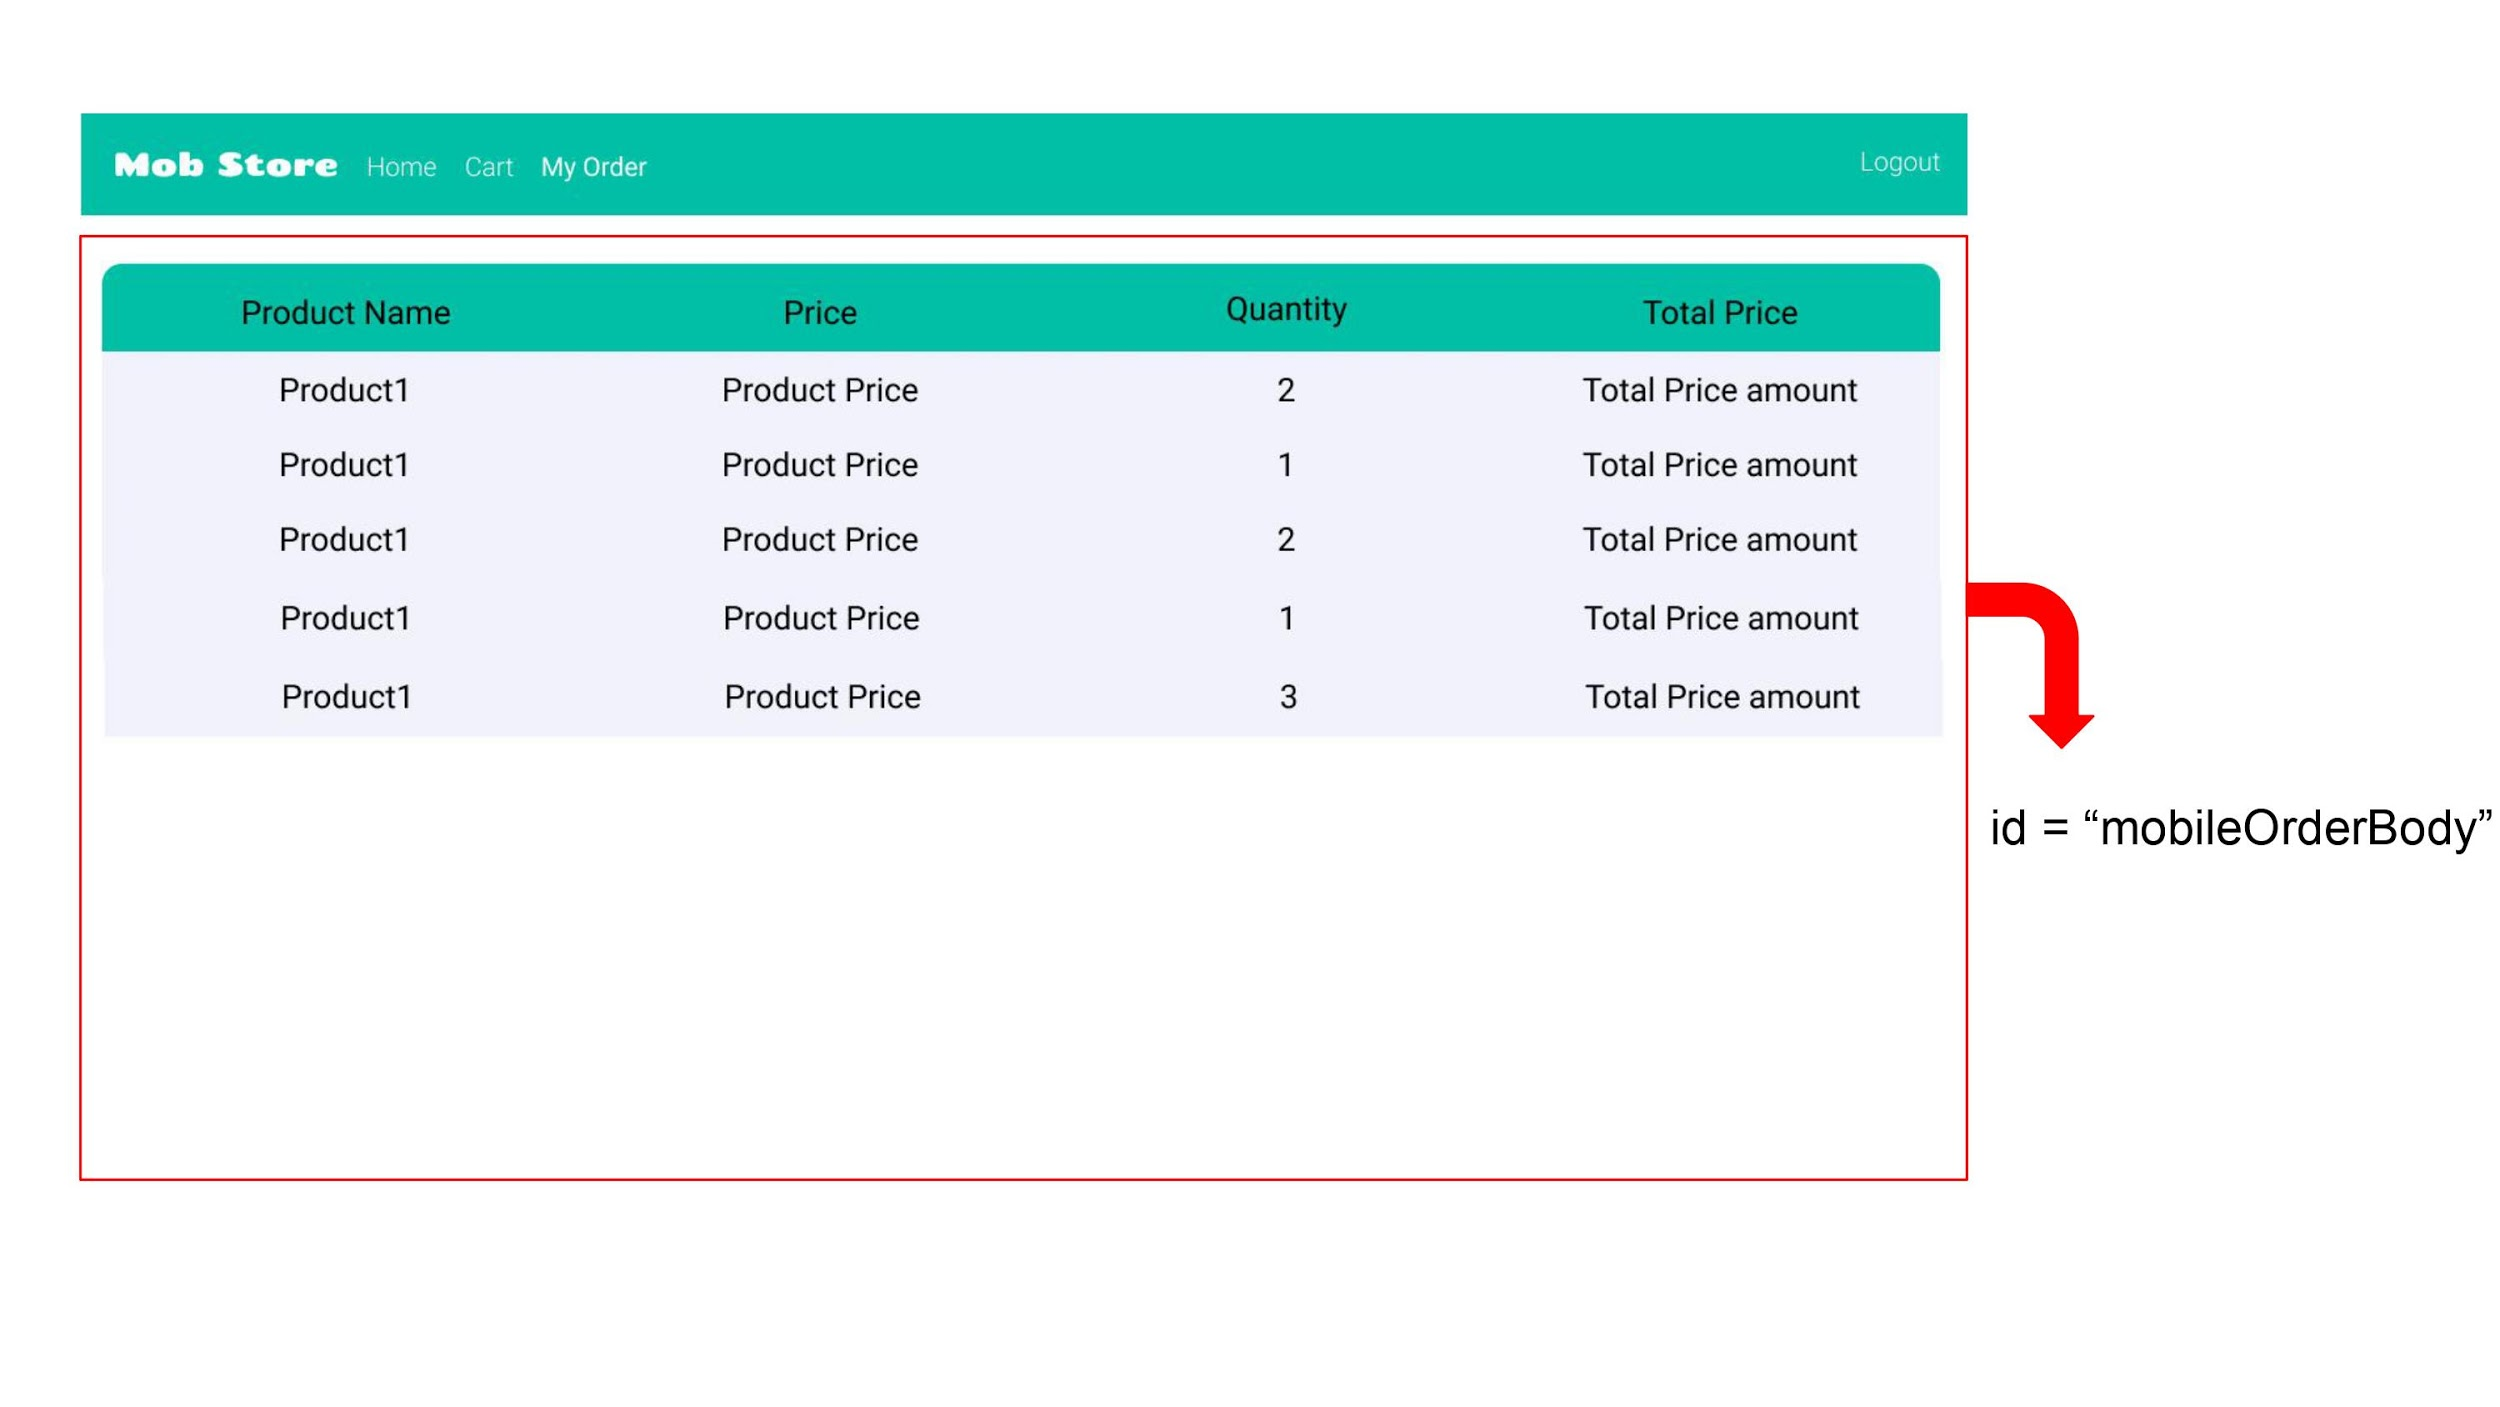 Mob Store Home Cart My Order Logout
Product Name Price Quantity Total Price
Product1 Product Price 2 Total Price amount
Product1 Product Price 1 Total Price amount
Product1 Product Price 2 Total Price amount
Product1 Product Price 1 Total Price amount
Product1 Product Price 3 Total Price amount
id = “mobileOrderBody”